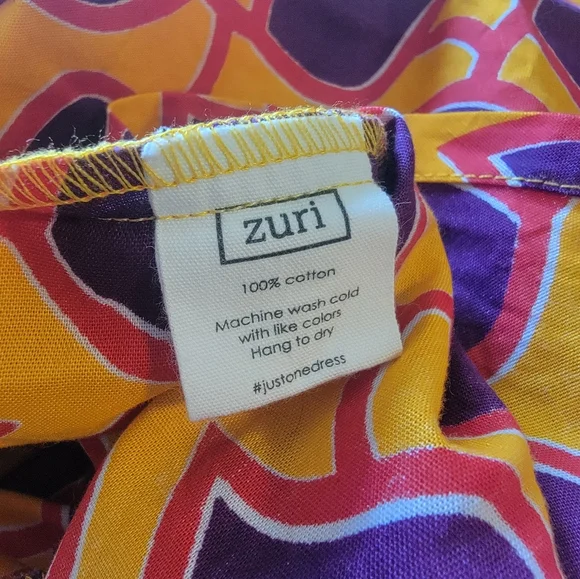 zuri
100% cotton
Machine wash cold
with like colors
Hang to dry
#justonedress